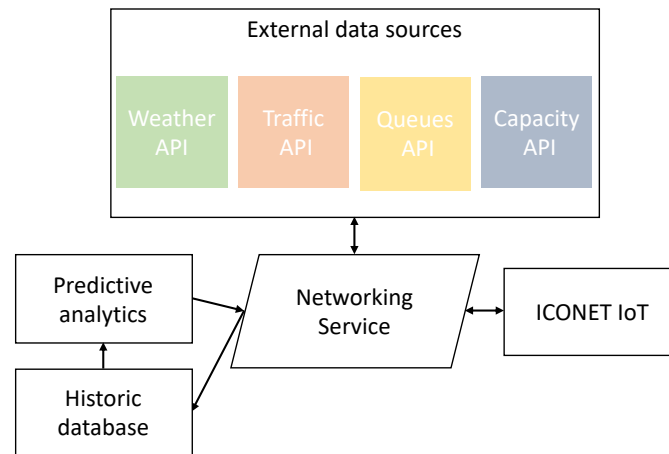 External data sources
Weather
API
Traffic
API
Queues
API
Capacity
API
Predictive
analytics
Networking
Service
ICONET IoT
Historic
database